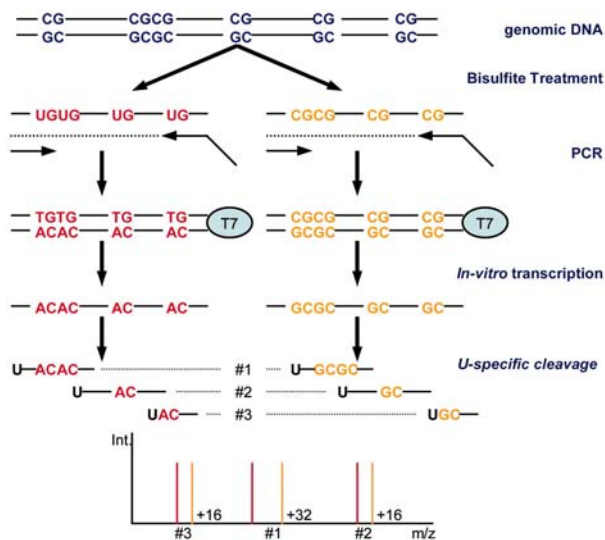 CG CGCG CG CG CG
genomic DNA
GC GCGC GC GC GC
Bisulfite Treatment
UGUG UG UG CGCG CG CG
PCR
TGTG TG TG T7 CGCG CG CG T7
ACAC AC AC GCGC GC GC
In-vitro transcription
ACAC AC AC GCGC GC GC
U ACAC #1 U GCGC U-specific cleavage
U AC #2 U GC
UAC #3 UGC
Int.
+16 +32 +16
#3 #1 #2 m/z